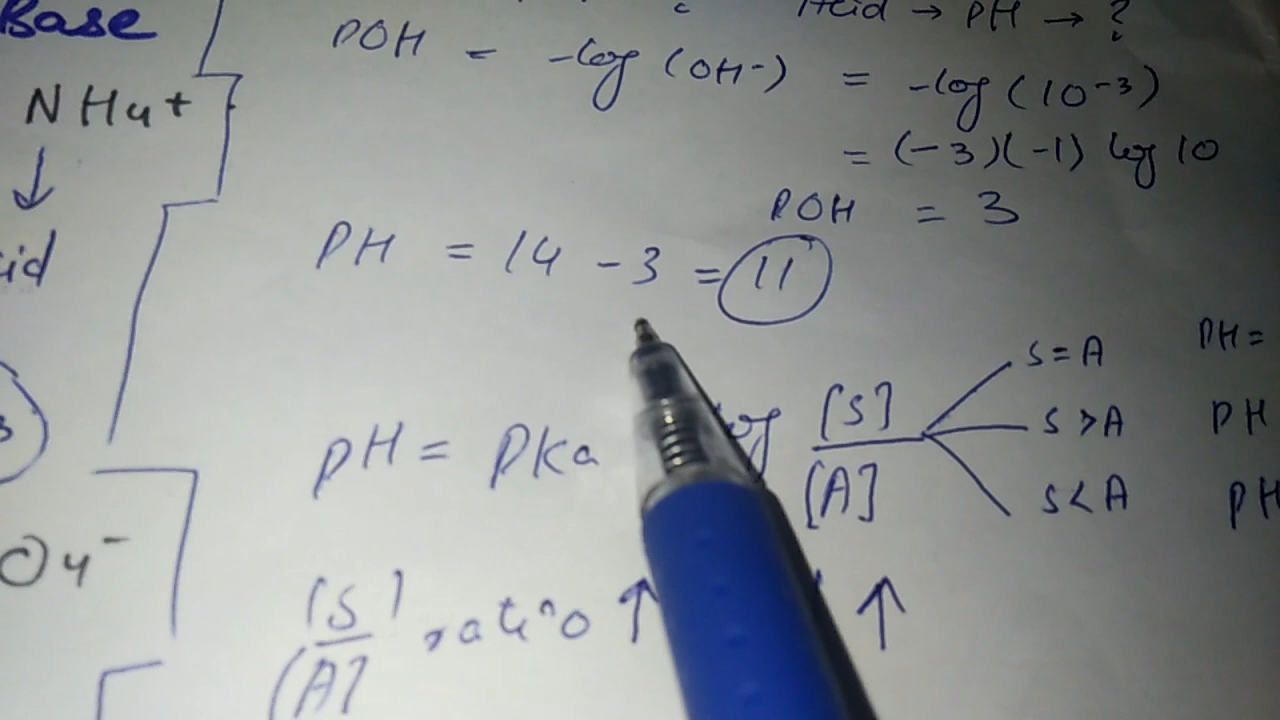 Base
Acid → PH → ?
POH = -log (OH-) = -log (10-3)
= (-3)(-1) log 10
NH4+
↓
POH = 3
PH = 14 - 3 = 11
id
S = A PH =
pH = PKa og [S] / [A] S > A PH
S < A PH
O4-
[S] / [A] ratio ↑ ↑